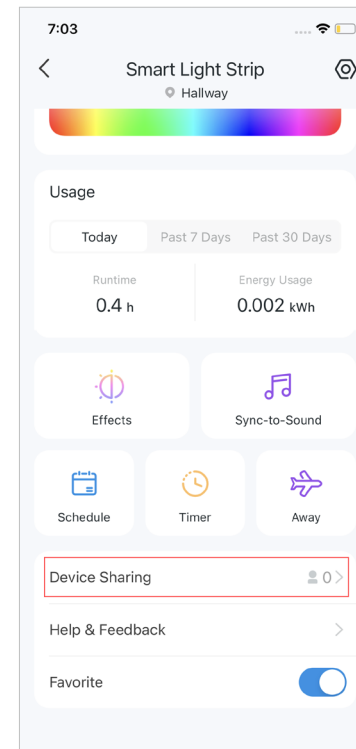 7:03
Smart Light Strip
Hallway
Usage
Today Past 7 Days Past 30 Days
Runtime Energy Usage
0.4 h 0.002 kWh
Effects Sync-to-Sound
Schedule Timer Away
Device Sharing 0
Help & Feedback
Favorite